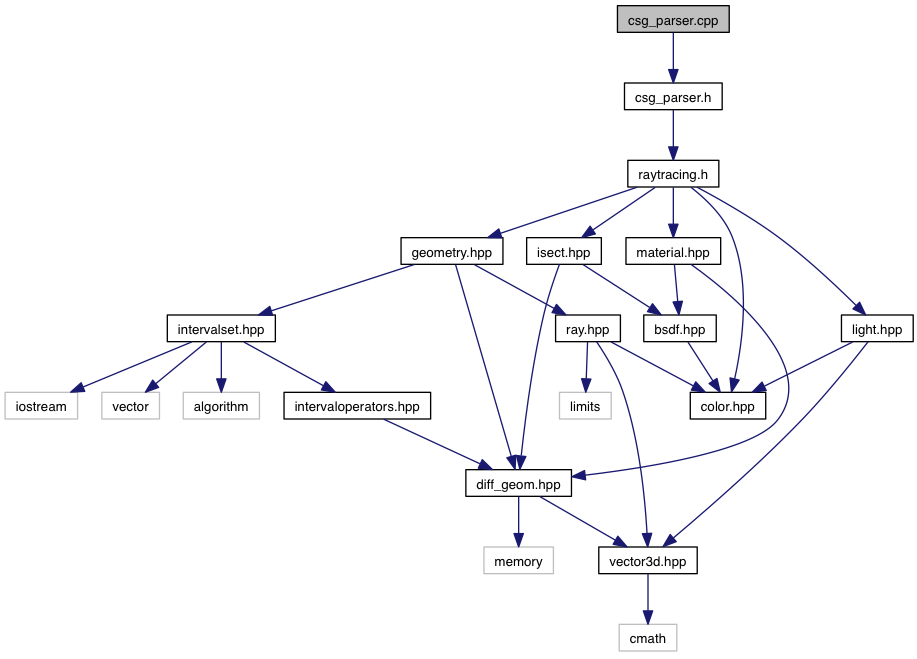 csg_parser.cpp
csg_parser.h
raytracing.h
geometry.hpp
isect.hpp
material.hpp
intervalset.hpp
ray.hpp
bsdf.hpp
light.hpp
iostream
vector
algorithm
intervaloperators.hpp
limits
color.hpp
diff_geom.hpp
memory
vector3d.hpp
cmath